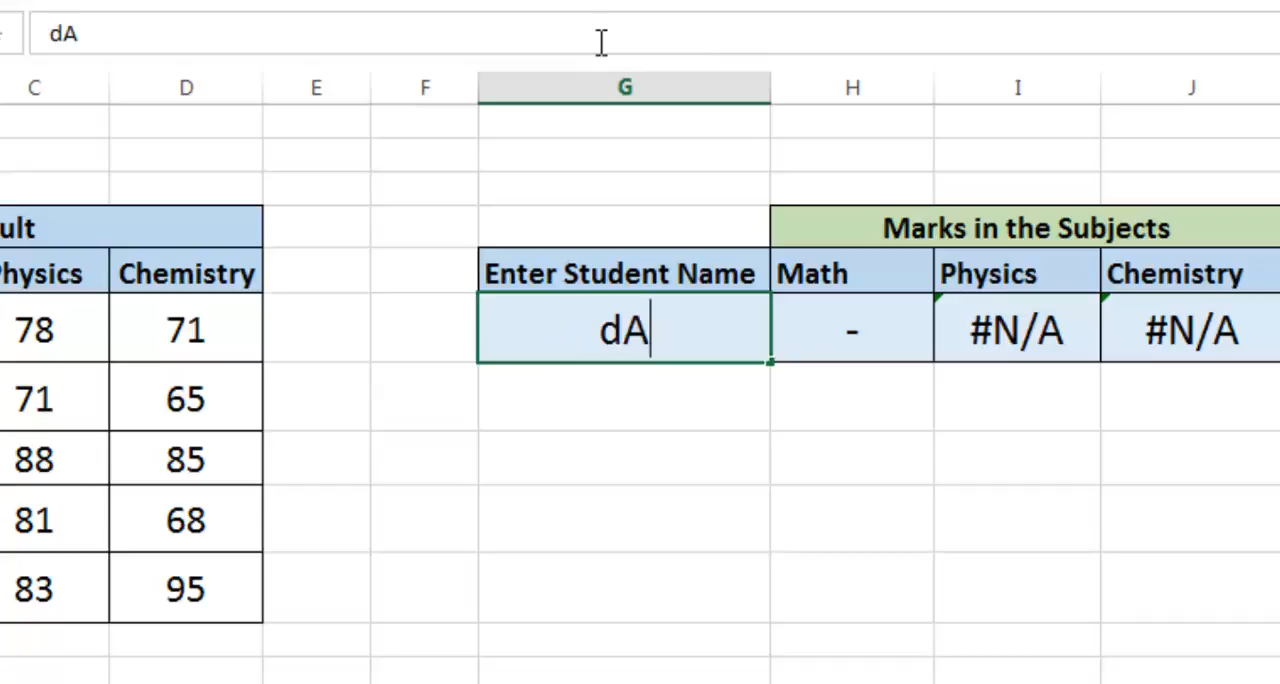 dA
C D E F G H I J
ult Marks in the Subjects
hysics Chemistry Enter Student Name Math Physics Chemistry
78 71 dA - #N/A #N/A
71 65
88 85
81 68
83 95